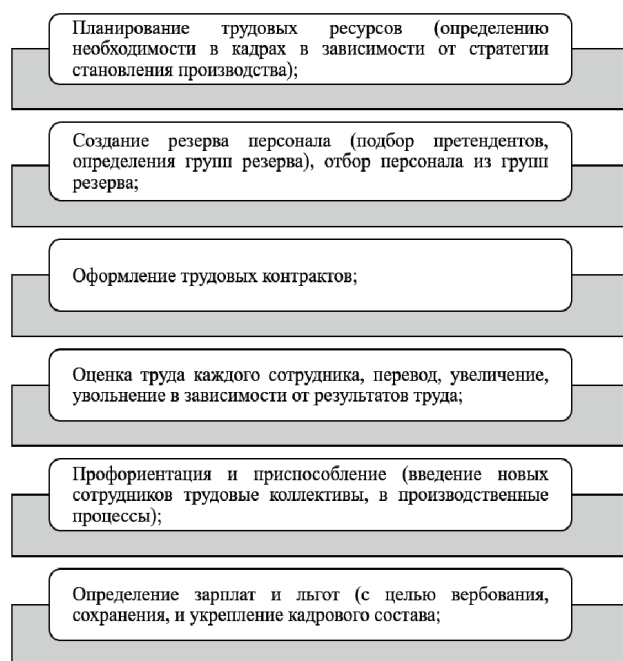 Планирование трудовых ресурсов (определению
необходимости в кадрах в зависимости от стратегии
становления производства);
Создание резерва персонала (подбор претендентов,
определения групп резерва), отбор персонала из групп
резерва;
Оформление трудовых контрактов;
Оценка труда каждого сотрудника, перевод, увеличение,
увольнение в зависимости от результатов труда;
Профориентация и приспособление (введение новых
сотрудников трудовые коллективы, в производственные
процессы);
Определение зарплат и льгот (с целью вербования,
сохранения, и укрепление кадрового состава;